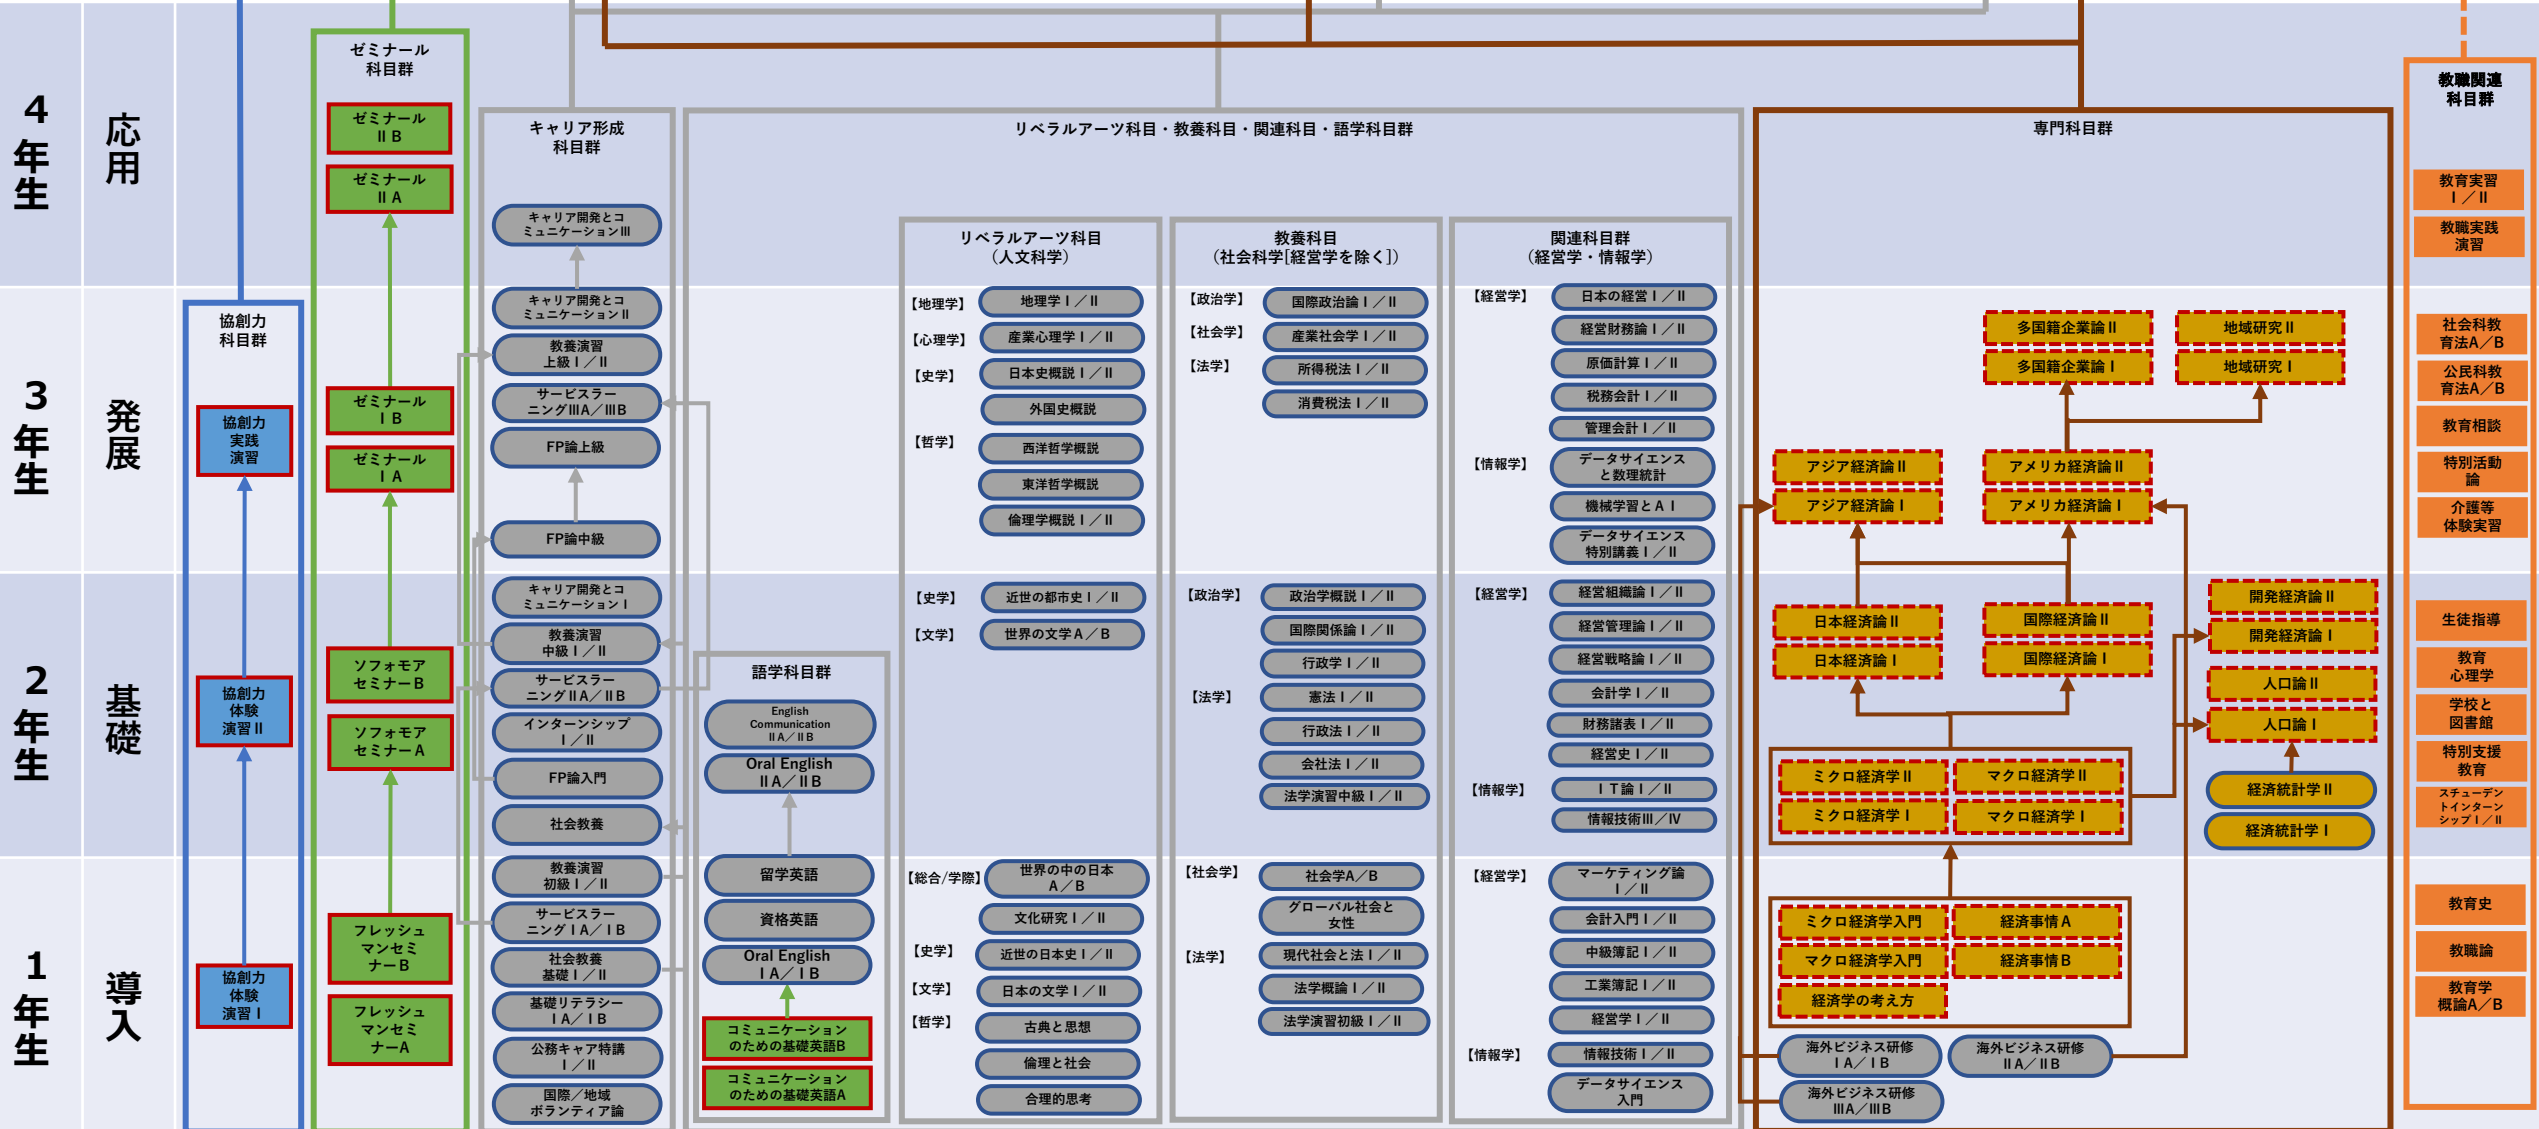 4
年
生
応
用
3
年
生
発
展
2
年
生
基
礎
1
年
生
導
入
協創力
科目群
協創力
実践
演習
協創力
体験
演習Ⅱ
協創力
体験
演習Ⅰ
ゼミナール
科目群
ゼミナール
ⅡB
ゼミナール
ⅡA
ゼミナール
ⅠB
ゼミナール
ⅠA
ソフォモア
セミナーB
ソフォモア
セミナーA
フレッシュ
マンセミ
ナーB
フレッシュ
マンセミ
ナーA
キャリア形成
科目群
キャリア開発とコ
ミュニケーションⅢ
キャリア開発とコ
ミュニケーションⅡ
教養演習
上級Ⅰ／Ⅱ
サービスラー
ニングⅢA／ⅢB
FP論上級
FP論中級
キャリア開発とコ
ミュニケーションⅠ
教養演習
中級Ⅰ／Ⅱ
サービスラー
ニングⅡA／ⅡB
インターンシップ
Ⅰ／Ⅱ
FP論入門
社会教養
教養演習
初級Ⅰ／Ⅱ
サービスラー
ニングⅠA／ⅠB
社会教養
基礎Ⅰ／Ⅱ
基礎リテラシー
ⅠA／ⅠB
公務キャア特講
Ⅰ／Ⅱ
国際／地域
ボランティア論
リベラルアーツ科目・教養科目・関連科目・語学科目群
語学科目群
English
Communication
ⅡA／ⅡB
Oral English
ⅡA／ⅡB
留学英語
資格英語
Oral English
ⅠA／ⅠB
コミュニケーション
のための基礎英語B
コミュニケーション
のための基礎英語A
リベラルアーツ科目
（人文科学）
【地理学】
地理学Ⅰ／Ⅱ
【心理学】
産業心理学Ⅰ／Ⅱ
【史学】
日本史概説Ⅰ／Ⅱ
外国史概説
【哲学】
西洋哲学概説
東洋哲学概説
倫理学概説Ⅰ／Ⅱ
【史学】
近世の都市史Ⅰ／Ⅱ
【文学】
世界の文学A／B
【総合/学際】
世界の中の日本
A／B
文化研究Ⅰ／Ⅱ
【史学】
近世の日本史Ⅰ／Ⅱ
【文学】
日本の文学Ⅰ／Ⅱ
【哲学】
古典と思想
倫理と社会
合理的思考
教養科目
（社会科学[経営学を除く]）
【政治学】
国際政治論Ⅰ／Ⅱ
【社会学】
産業社会学Ⅰ／Ⅱ
【法学】
所得税法Ⅰ／Ⅱ
消費税法Ⅰ／Ⅱ
【政治学】
政治学概説Ⅰ／Ⅱ
国際関係論Ⅰ／Ⅱ
行政学Ⅰ／Ⅱ
【法学】
憲法Ⅰ／Ⅱ
行政法Ⅰ／Ⅱ
会社法Ⅰ／Ⅱ
法学演習中級Ⅰ／Ⅱ
【社会学】
社会学A／B
グローバル社会と
女性
【法学】
現代社会と法Ⅰ／Ⅱ
法学概論Ⅰ／Ⅱ
法学演習初級Ⅰ／Ⅱ
関連科目群
（経営学・情報学）
【経営学】
日本の経営Ⅰ／Ⅱ
経営財務論Ⅰ／Ⅱ
原価計算Ⅰ／Ⅱ
税務会計Ⅰ／Ⅱ
管理会計Ⅰ／Ⅱ
【情報学】
データサイエンス
と数理統計
機械学習とAI
データサイエンス
特別講義Ⅰ／Ⅱ
【経営学】
経営組織論Ⅰ／Ⅱ
経営管理論Ⅰ／Ⅱ
経営戦略論Ⅰ／Ⅱ
会計学Ⅰ／Ⅱ
財務諸表Ⅰ／Ⅱ
経営史Ⅰ／Ⅱ
【情報学】
IT論Ⅰ／Ⅱ
情報技術Ⅲ／Ⅳ
【経営学】
マーケティング論
Ⅰ／Ⅱ
会計入門Ⅰ／Ⅱ
中級簿記Ⅰ／Ⅱ
工業簿記Ⅰ／Ⅱ
経営学Ⅰ／Ⅱ
【情報学】
情報技術Ⅰ／Ⅱ
データサイエンス
入門
専門科目群
多国籍企業論Ⅱ
地域研究Ⅱ
多国籍企業論Ⅰ
地域研究Ⅰ
アジア経済論Ⅱ
アメリカ経済論Ⅱ
アジア経済論Ⅰ
アメリカ経済論Ⅰ
開発経済論Ⅱ
日本経済論Ⅱ
国際経済論Ⅱ
開発経済論Ⅰ
日本経済論Ⅰ
国際経済論Ⅰ
人口論Ⅱ
人口論Ⅰ
ミクロ経済学Ⅱ
マクロ経済学Ⅱ
経済統計学Ⅱ
ミクロ経済学Ⅰ
マクロ経済学Ⅰ
経済統計学Ⅰ
ミクロ経済学入門
経済事情A
マクロ経済学入門
経済事情B
経済学の考え方
海外ビジネス研修
ⅠA／ⅠB
海外ビジネス研修
ⅡA／ⅡB
海外ビジネス研修
ⅢA／ⅢB
教職関連
科目群
教育実習
Ⅰ／Ⅱ
教職実践
演習
社会科教
育法A／B
公民科教
育法A／B
教育相談
特別活動
論
介護等
体験実習
生徒指導
教育
心理学
学校と
図書館
特別支援
教育
スチューデン
トインターン
シップⅠ／Ⅱ
教育史
教職論
教育学
概論A／B